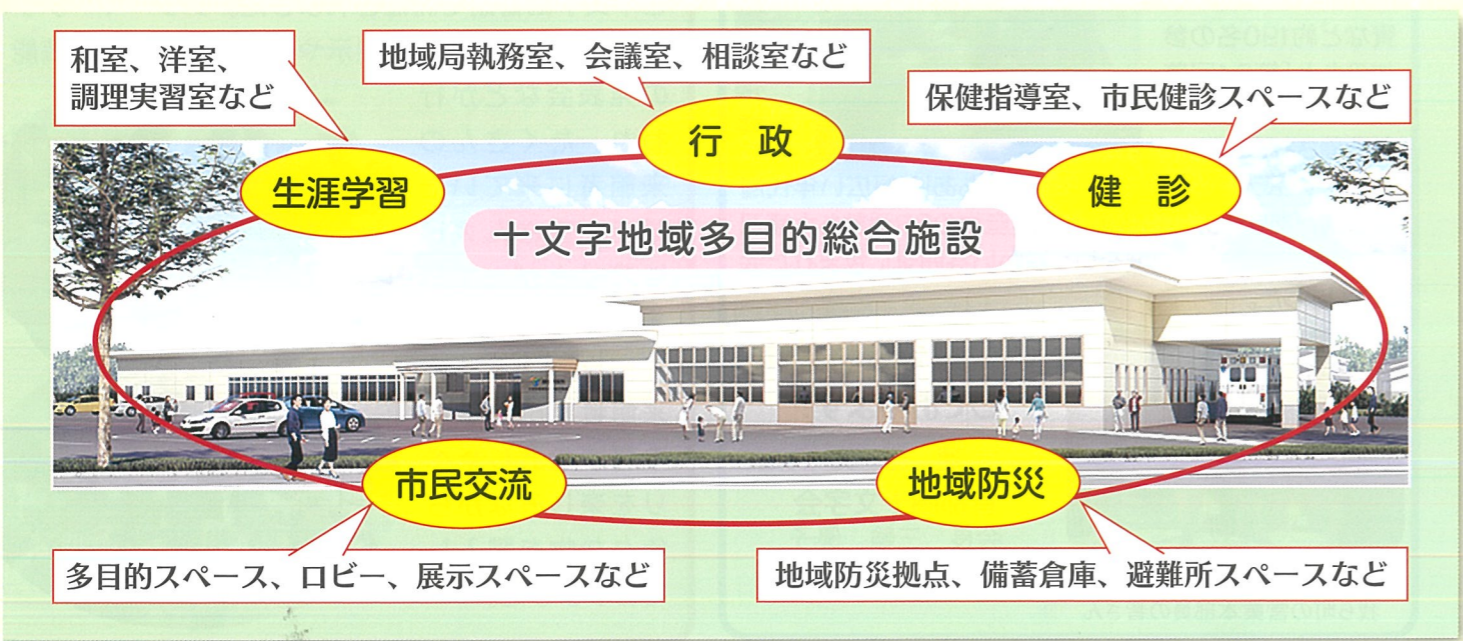 和室、洋室、
調理実習室など
地域局執務室、会議室、相談室など
保健指導室、市民健診スペースなど
行　政
生涯学習
健　診
十文字地域多目的総合施設
市民交流
地域防災
多目的スペース、ロビー、展示スペースなど
地域防災拠点、備蓄倉庫、避難所スペースなど